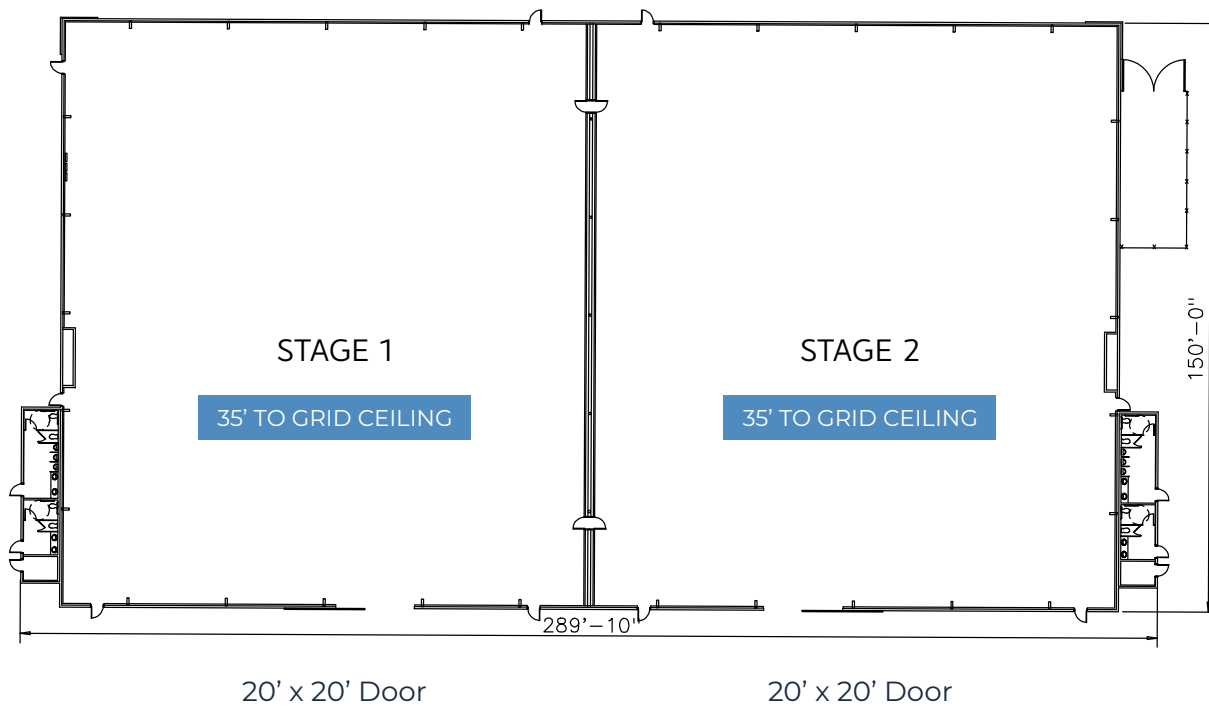 150'-0"
STAGE 1
STAGE 2
35’ TO GRID CEILING
35’ TO GRID CEILING
289'-10"
20’ x 20’ Door
20’ x 20’ Door